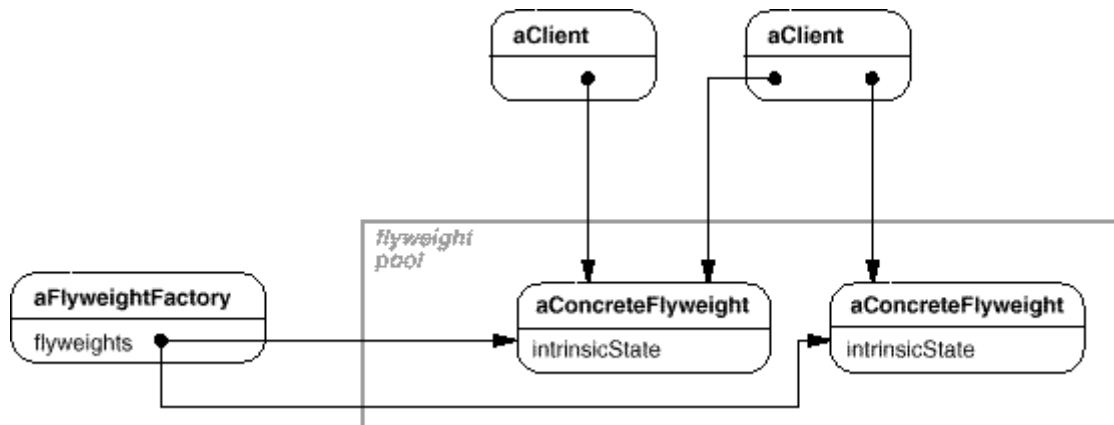 aClient
aClient
flyweight
pool
aFlyweightFactory
flyweights
aConcreteFlyweight
intrinsicState
aConcreteFlyweight
intrinsicState